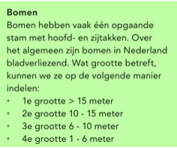 Bomen
Bomen hebben vaak één opgaande
stam met hoofd- en zijtakken. Over
het algemeen zijn bomen in Nederland
bladverliezend. Wat grootte betreft,
kunnen we ze op de volgende manier
indelen:
• 1e grootte > 15 meter
• 2e grootte 10 - 15 meter
• 3e grootte 6 - 10 meter
• 4e grootte 1 - 6 meter